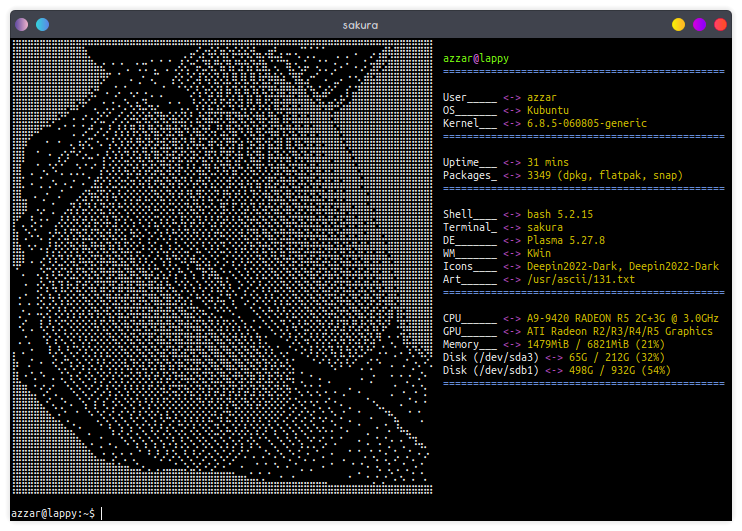 sakura
azzar@lappy
===============================================
User_____ <-> azzar
OS_______ <-> Kubuntu
Kernel___ <-> 6.8.5-060805-generic
===============================================
Uptime___ <-> 31 mins
Packages_ <-> 3349 (dpkg, flatpak, snap)
===============================================
Shell____ <-> bash 5.2.15
Terminal_ <-> sakura
DE_______ <-> Plasma 5.27.8
WM_______ <-> KWin
Icons____ <-> Deepin2022-Dark, Deepin2022-Dark
Art______ <-> /usr/ascii/131.txt
===============================================
CPU______ <-> A9-9420 RADEON R5 2C+3G @ 3.0GHz
GPU______ <-> ATI Radeon R2/R3/R4/R5 Graphics
Memory___ <-> 1479MiB / 6821MiB (21%)
Disk (/dev/sda3) <-> 65G / 212G (32%)
Disk (/dev/sdb1) <-> 498G / 932G (54%)
===============================================
azzar@lappy:~$